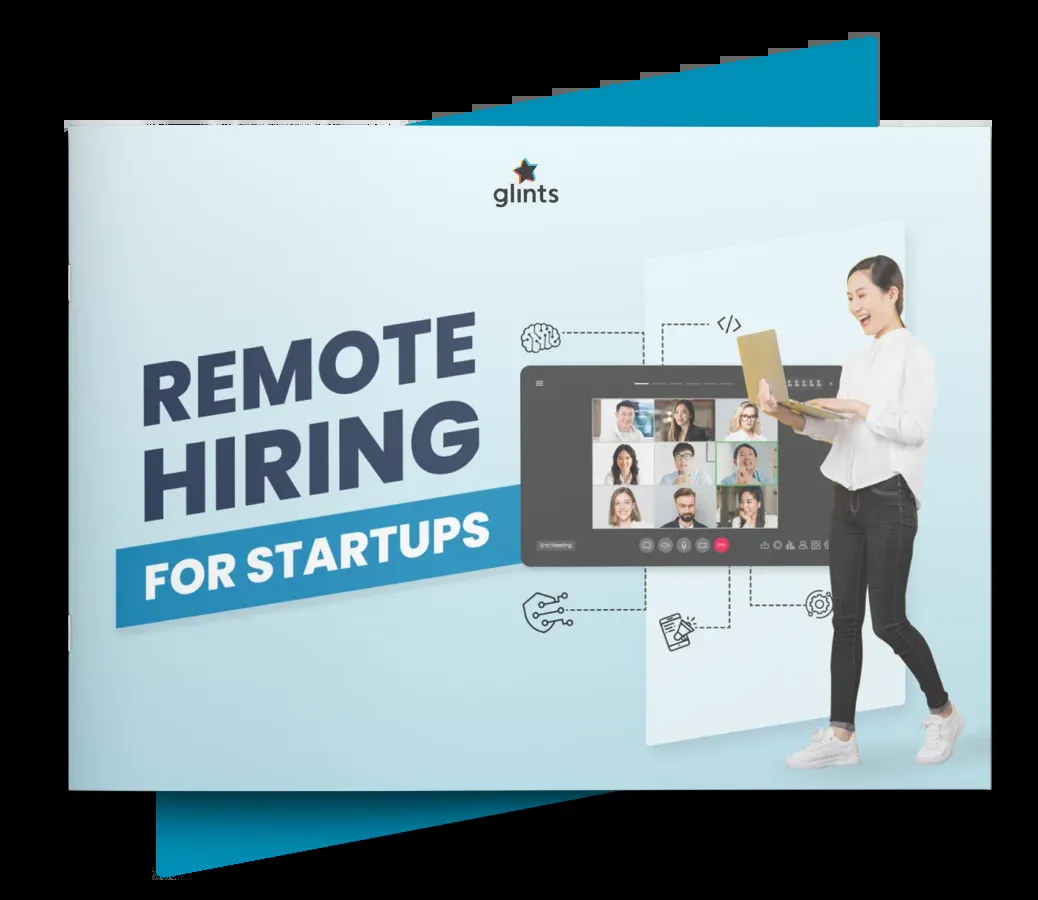 glints
REMOTE
HIRING
FOR STARTUPS
</>
End Meeting